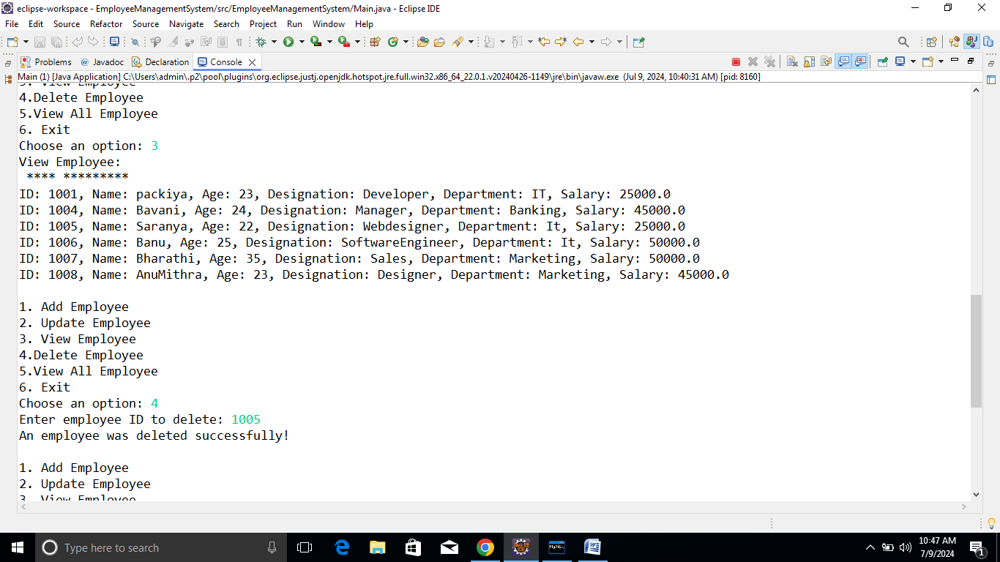 eclipse-workspace - EmployeeManagementSystem/src/EmployeeManagementSystem/Main.java - Eclipse IDE
File Edit Source Refactor Source Navigate Search Project Run Window Help
Problems @ Javadoc Declaration Console
Main (1) [Java Application] C:\Users\admin\.p2\pool\plugins\org.eclipse.justj.openjdk.hotspot.jre.full.win32.x86_64_22.0.1.v20240426-1149\jre\bin\javaw.exe (Jul 9, 2024, 10:40:31 AM) [pid: 8160]
3. View Employee
4.Delete Employee
5.View All Employee
6. Exit
Choose an option: 3
View Employee:
**** *********
ID: 1001, Name: packiya, Age: 23, Designation: Developer, Department: IT, Salary: 25000.0
ID: 1004, Name: Bavani, Age: 24, Designation: Manager, Department: Banking, Salary: 45000.0
ID: 1005, Name: Saranya, Age: 22, Designation: Webdesigner, Department: It, Salary: 25000.0
ID: 1006, Name: Banu, Age: 25, Designation: SoftwareEngineer, Department: It, Salary: 50000.0
ID: 1007, Name: Bharathi, Age: 35, Designation: Sales, Department: Marketing, Salary: 50000.0
ID: 1008, Name: AnuMithra, Age: 23, Designation: Designer, Department: Marketing, Salary: 45000.0
1. Add Employee
2. Update Employee
3. View Employee
4.Delete Employee
5.View All Employee
6. Exit
Choose an option: 4
Enter employee ID to delete: 1005
An employee was deleted successfully!
1. Add Employee
2. Update Employee
3. View Employee
Type here to search
10:47 AM
7/9/2024
1